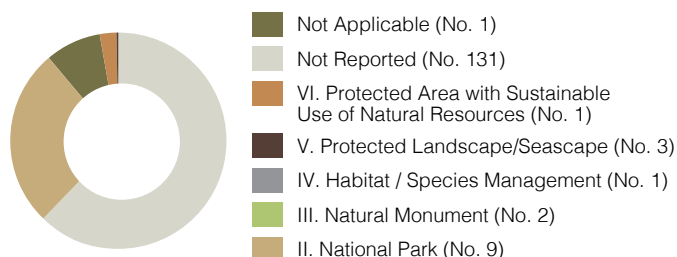 Not Applicable (No. 1)
Not Reported (No. 131)
VI. Protected Area with Sustainable
Use of Natural Resources (No. 1)
V. Protected Landscape/Seascape (No. 3)
IV. Habitat / Species Management (No. 1)
III. Natural Monument (No. 2)
II. National Park (No. 9)